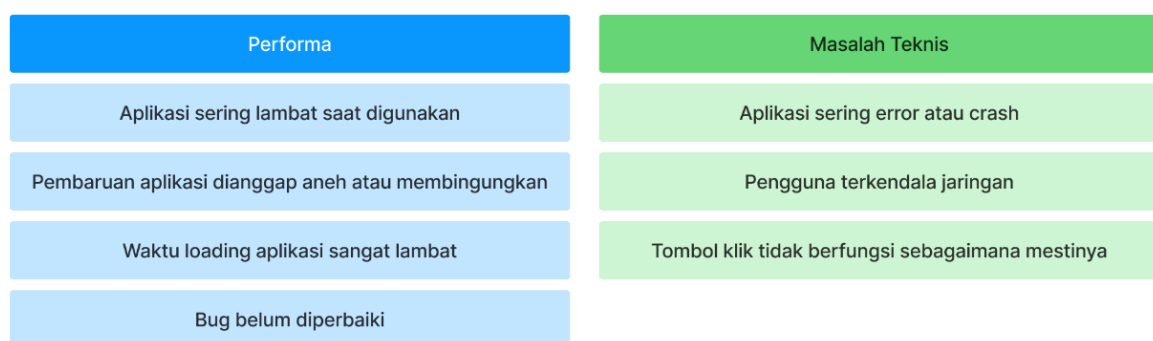 Performa
Aplikasi sering lambat saat digunakan
Pembaruan aplikasi dianggap aneh atau membingungkan
Waktu loading aplikasi sangat lambat
Bug belum diperbaiki
Masalah Teknis
Aplikasi sering error atau crash
Pengguna terkendala jaringan
Tombol klik tidak berfungsi sebagaimana mestinya